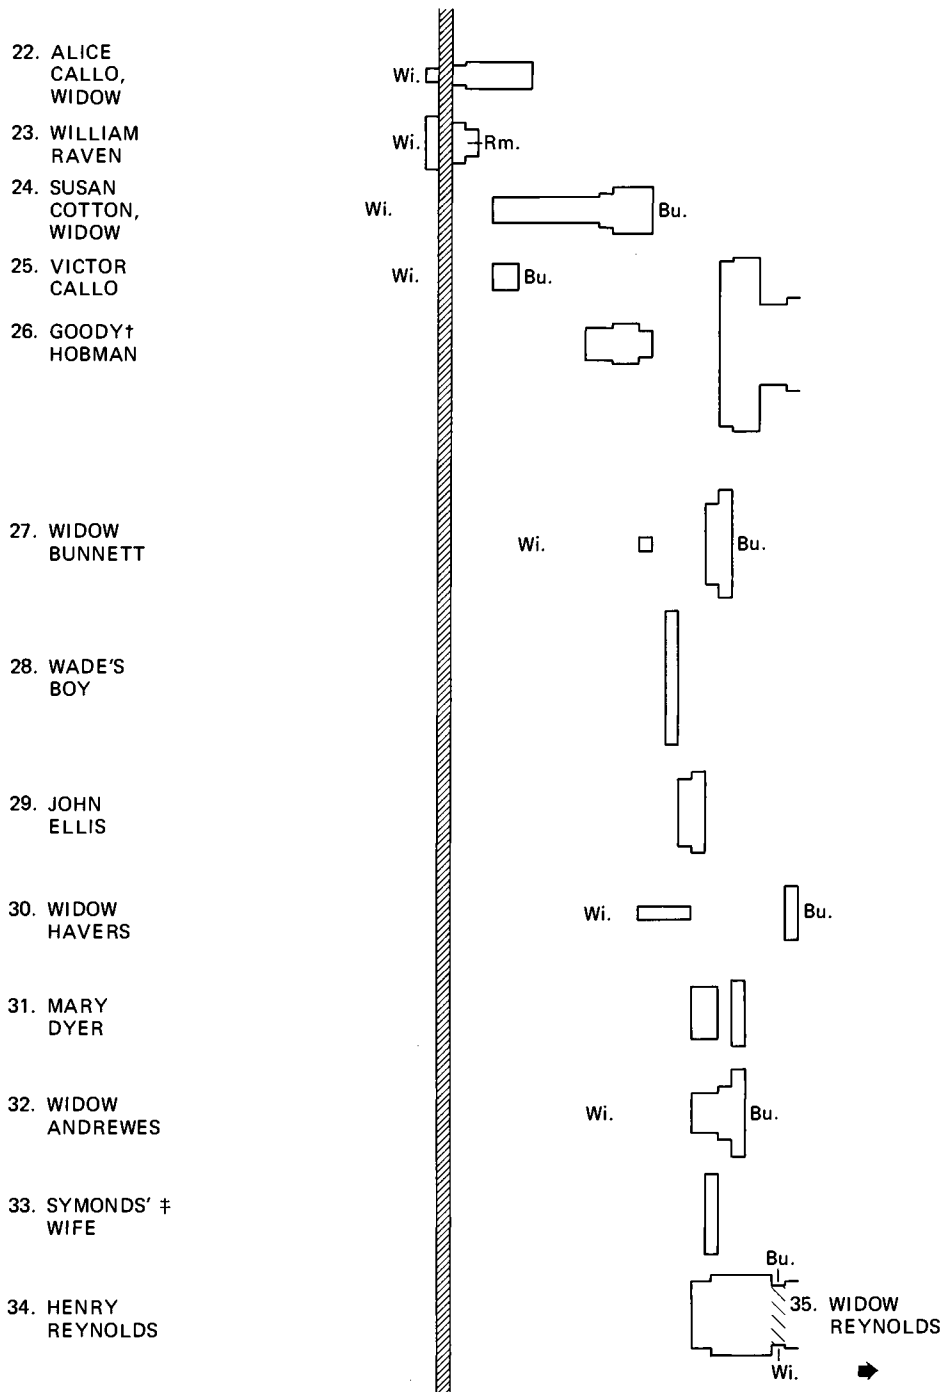 22. ALICE
CALLO,
WIDOW
Wi.
23. WILLIAM
RAVEN
Wi.
Rm.
24. SUSAN
COTTON,
WIDOW
Wi.
Bu.
25. VICTOR
CALLO
Wi.
Bu.
26. GOODY†
HOBMAN
27. WIDOW
BUNNETT
Wi.
Bu.
28. WADE'S
BOY
29. JOHN
ELLIS
30. WIDOW
HAVERS
Wi.
Bu.
31. MARY
DYER
32. WIDOW
ANDREWES
Wi.
Bu.
33. SYMONDS' ‡
WIFE
34. HENRY
REYNOLDS
Bu.
35. WIDOW
REYNOLDS
Wi.